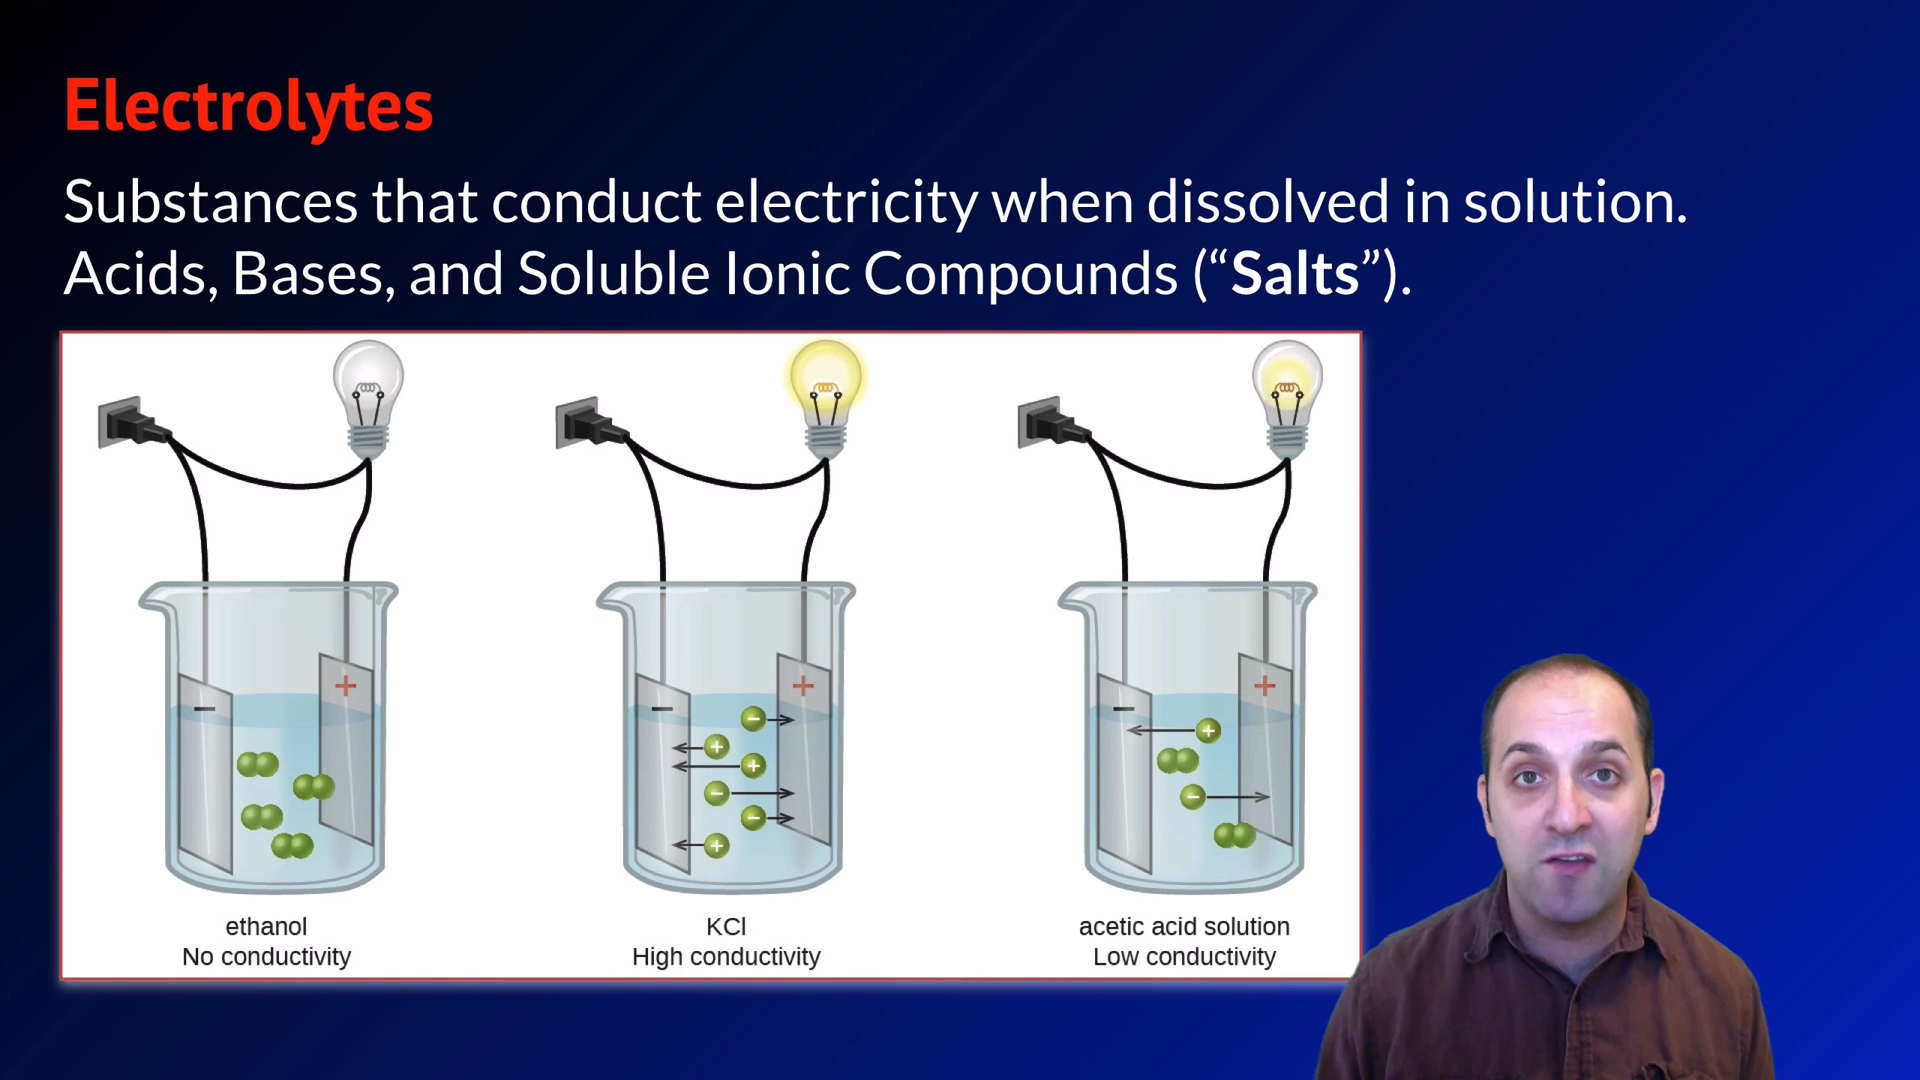 Electrolytes
Substances that conduct electricity when dissolved in solution.
Acids, Bases, and Soluble Ionic Compounds (“Salts”).
− +
− +
− +
−
+
+
−
−
+
+
−
ethanol
No conductivity
KCl
High conductivity
acetic acid solution
Low conductivity